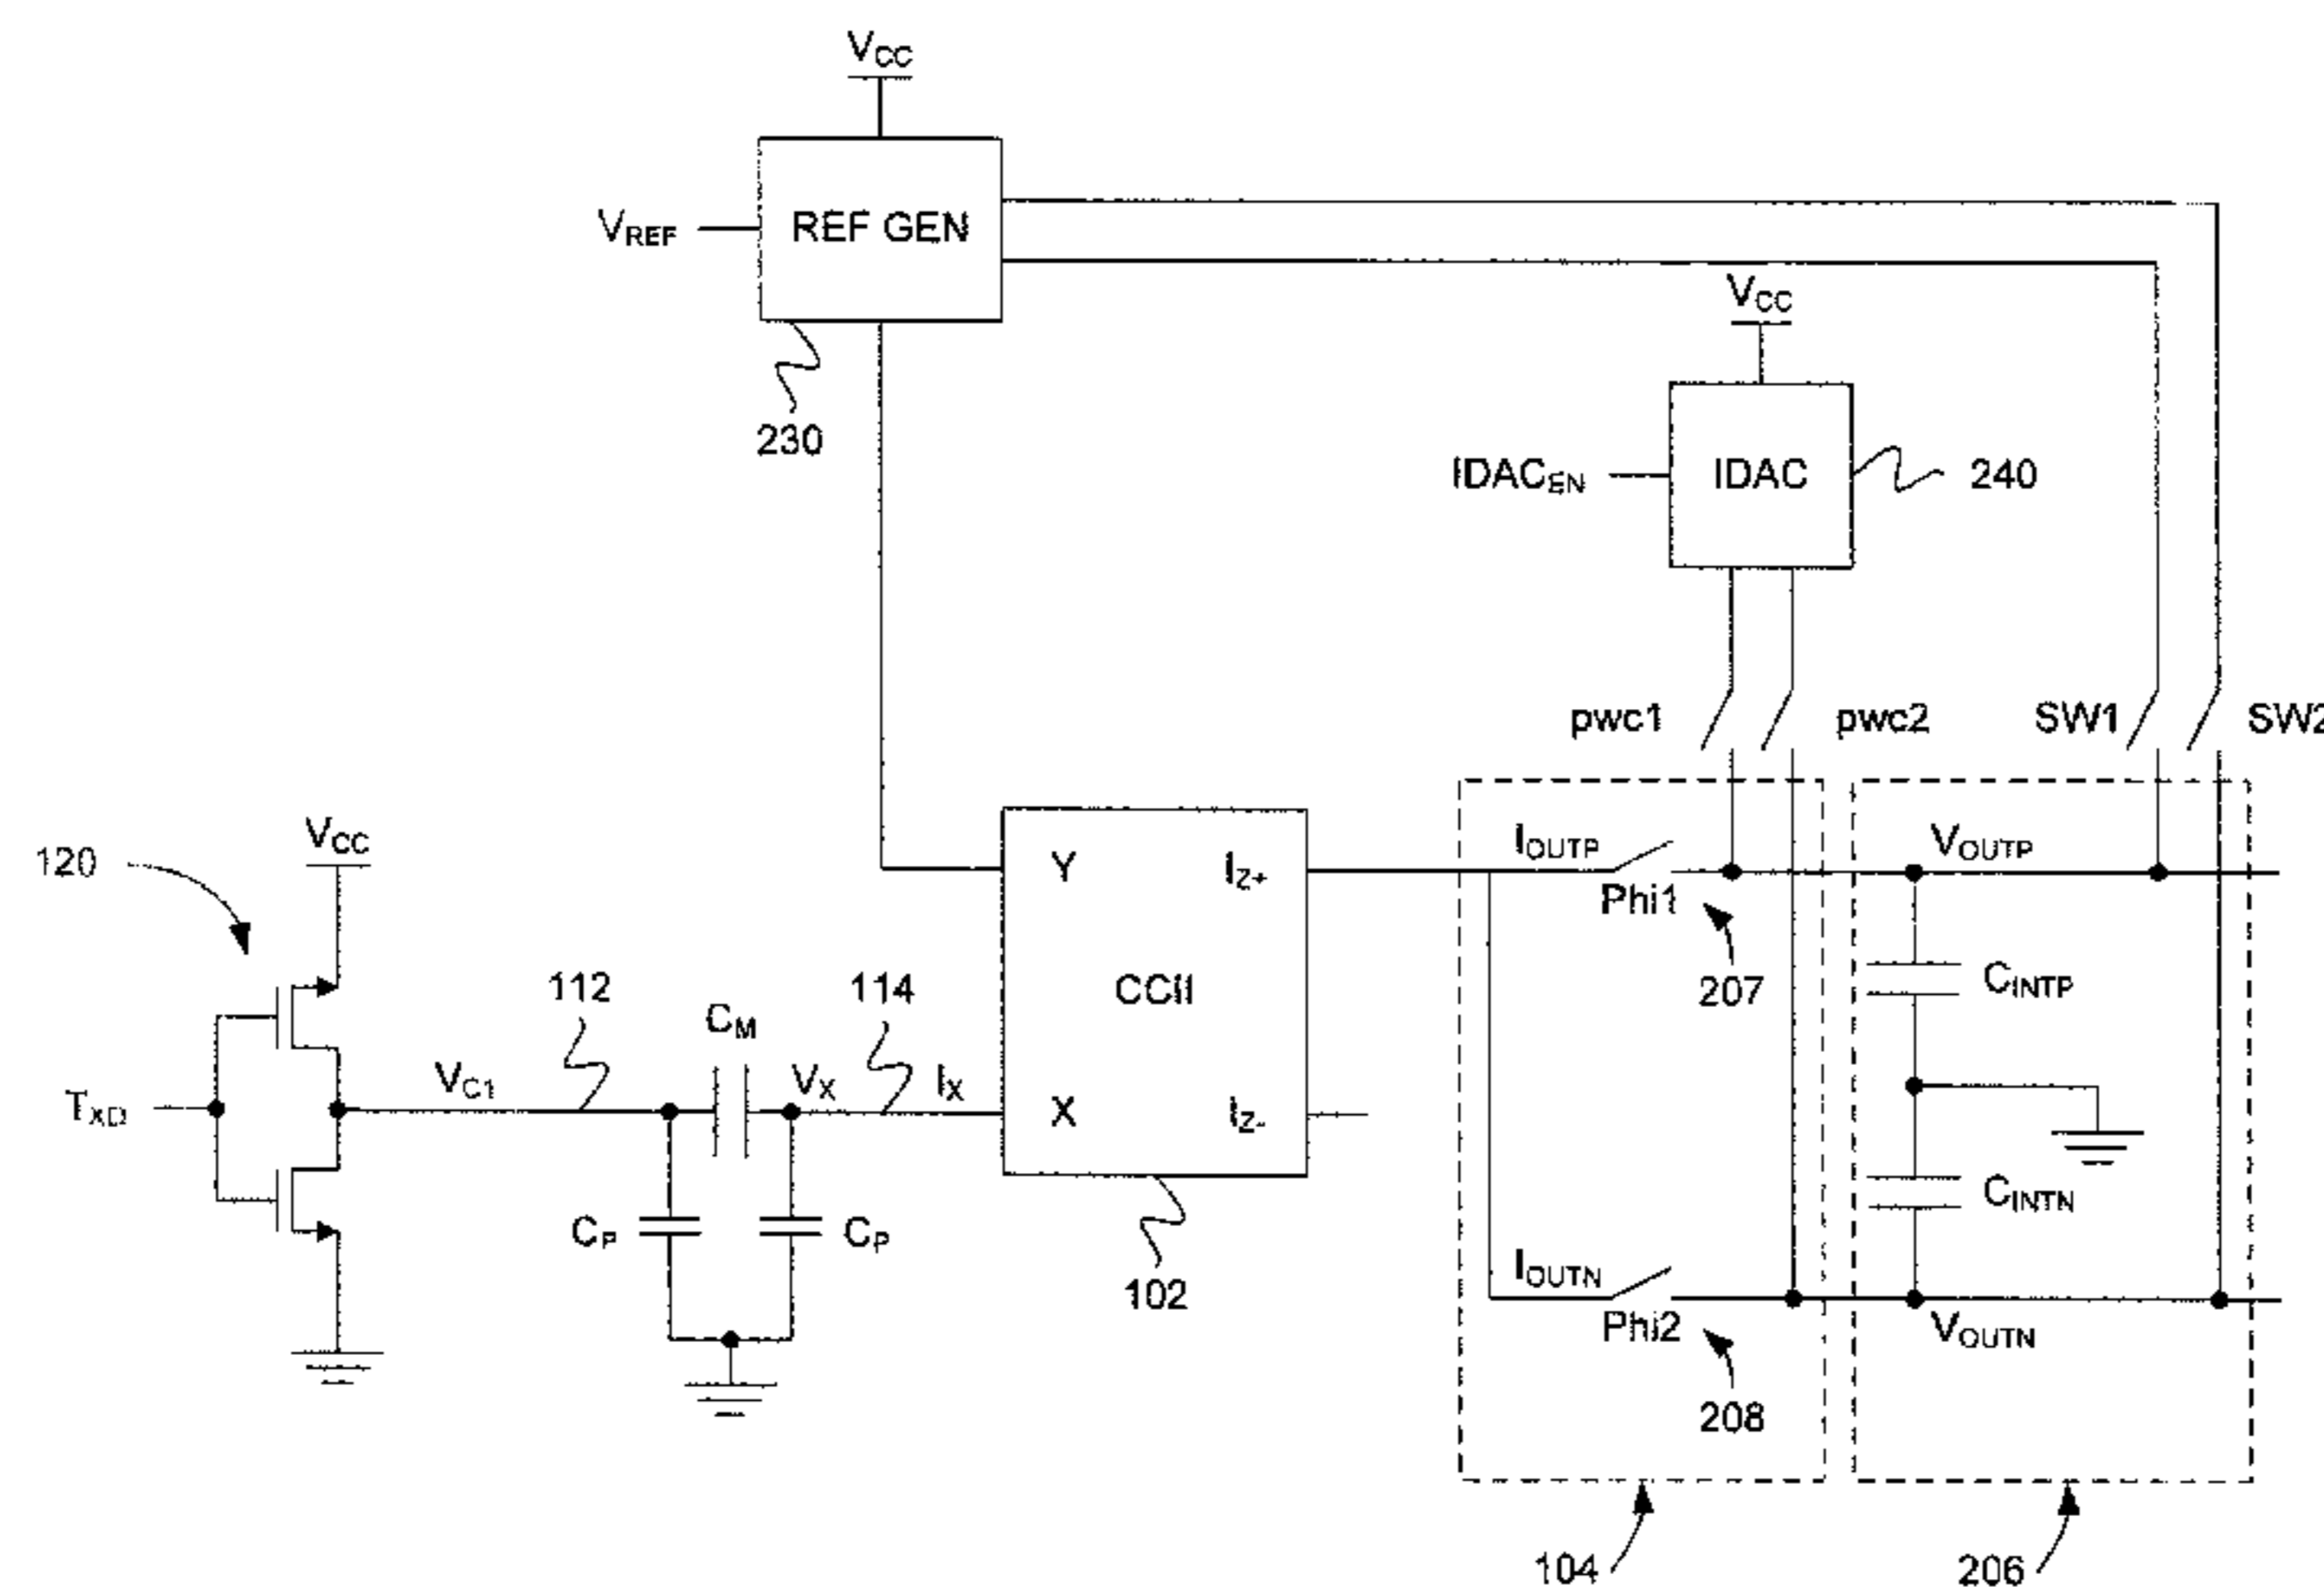 VCC
VREF
REF GEN
230
VCC
IDACEN
IDAC
240
pwc1
pwc2
SW1
SW2
120
VCC
TXD
VC1
112
CM
VX
114
IX
CP
CP
Y
X
CCII
IZ+
IZ-
102
IOUTP
Phi1
207
IOUTN
Phi2
208
VOUTP
CINTP
CINTN
VOUTN
104
206